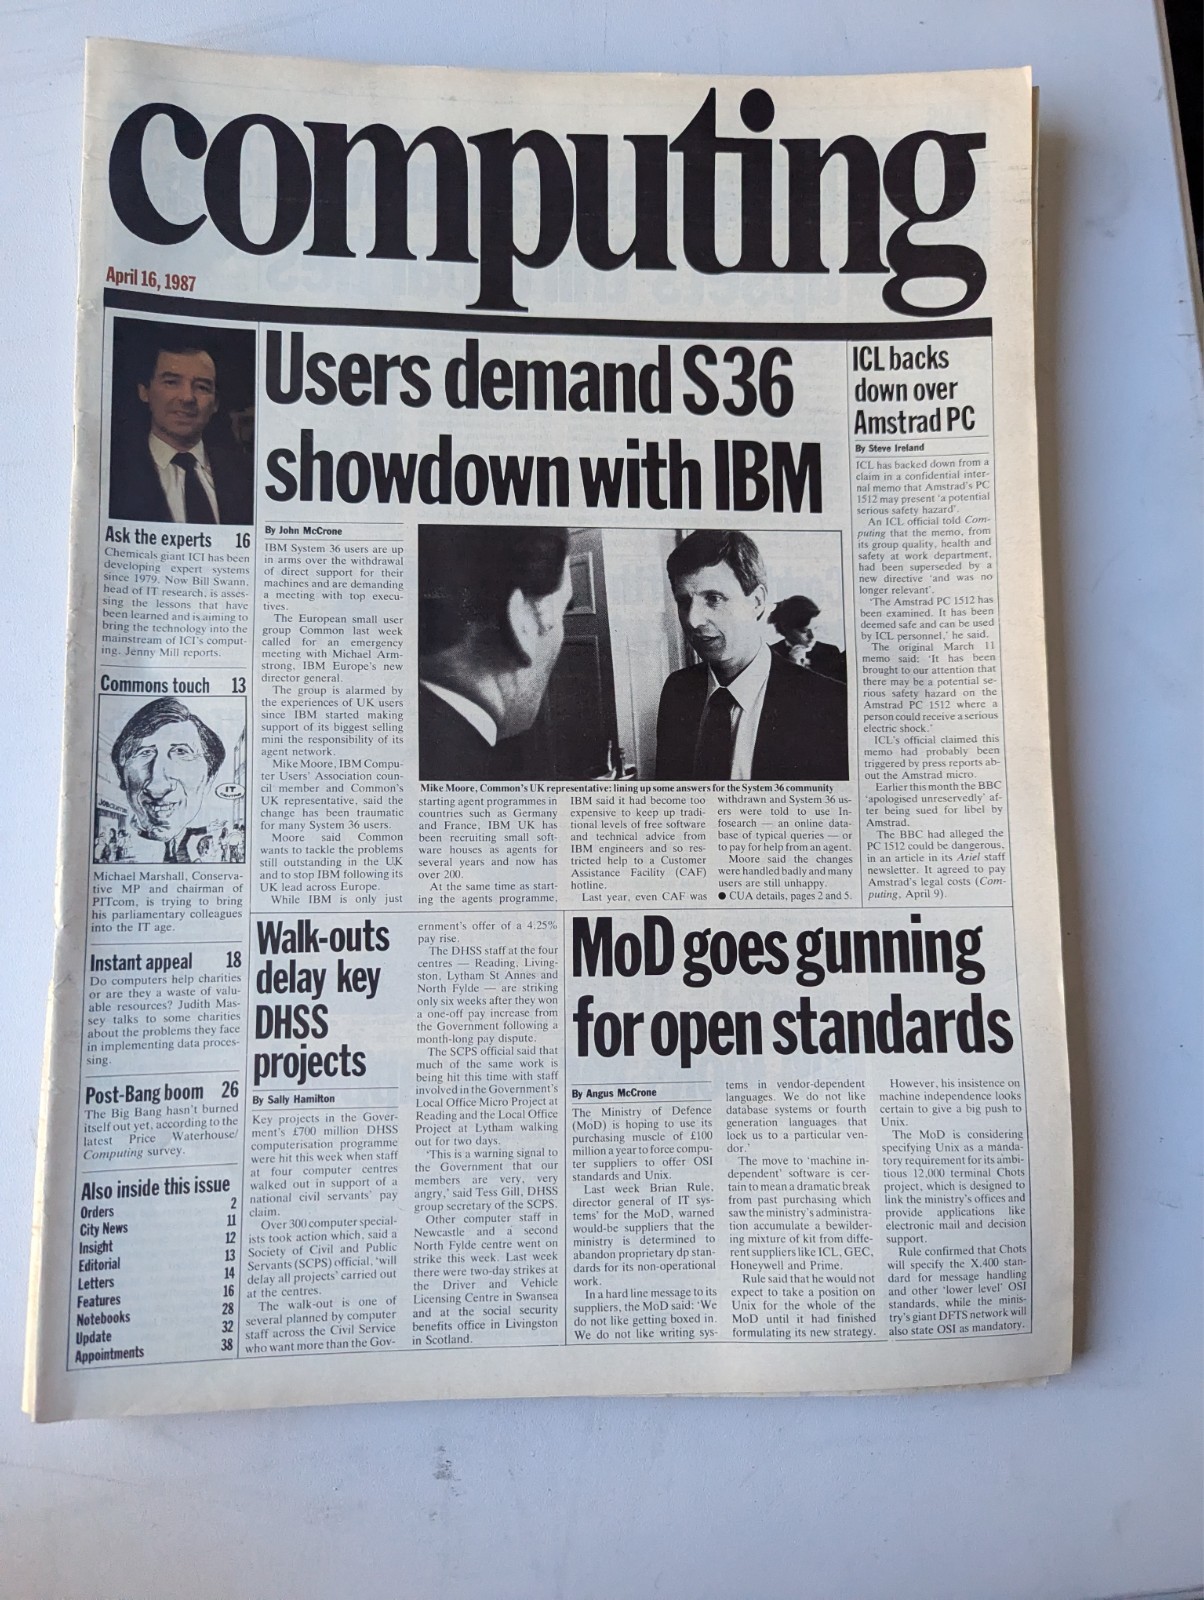 computing
April 16, 1987
Ask the experts 16
Chemicals giant ICI has been
developing expert systems
since 1979. Now Bill Swann,
head of IT research, is asses-
sing the lessons that have
been learned and is aiming to
bring the technology into the
mainstream of ICI's comput-
ing. Jenny Mill reports.
Commons touch 13
JOBCENTRE
IT
Michael Marshall, Conserva-
tive MP and chairman of
PITcom, is trying to bring
his parliamentary colleagues
into the IT age.
Instant appeal 18
Do computers help charities
or are they a waste of valu-
able resources? Judith Mas-
sey talks to some charities
about the problems they face
in implementing data proces-
sing.
Post-Bang boom 26
The Big Bang hasn't burned
itself out yet, according to the
latest Price Waterhouse/
Computing survey.
Also inside this issue
Orders 2
City News 11
Insight 12
Editorial 13
Letters 14
Features 16
Notebooks 28
Update 32
Appointments 38
Users demand S36
showdown with IBM
By John McCrone
IBM System 36 users are up
in arms over the withdrawal
of direct support for their
machines and are demanding
a meeting with top execu-
tives.
The European small user
group Common last week
called for an emergency
meeting with Michael Arm-
strong, IBM Europe's new
director general.
The group is alarmed by
the experiences of UK users
since IBM started making
support of its biggest selling
mini the responsibility of its
agent network.
Mike Moore, IBM Compu-
ter Users' Association coun-
cil member and Common's
UK representative, said the
change has been traumatic
for many System 36 users.
Moore said Common
wants to tackle the problems
still outstanding in the UK
and to stop IBM following its
UK lead across Europe.
While IBM is only just
Mike Moore, Common's UK representative: lining up some answers for the System 36 community
starting agent programmes in
countries such as Germany
and France, IBM UK has
been recruiting small soft-
ware houses as agents for
several years and now has
over 200.
At the same time as start-
ing the agents programme,
IBM said it had become too
expensive to keep up tradi-
tional levels of free software
and technical advice from
IBM engineers and so res-
tricted help to a Customer
Assistance Facility (CAF)
hotline.
Last year, even CAF was
withdrawn and System 36 us-
ers were told to use In-
fosearch — an online data-
base of typical queries — or
to pay for help from an agent.
Moore said the changes
were handled badly and many
users are still unhappy.
● CUA details, pages 2 and 5.
ICL backs
down over
Amstrad PC
By Steve Ireland
ICL has backed down from a
claim in a confidential inter-
nal memo that Amstrad's PC
1512 may present 'a potential
serious safety hazard'.
An ICL official told Com-
puting that the memo, from
its group quality, health and
safety at work department,
had been superseded by a
new directive 'and was no
longer relevant'.
'The Amstrad PC 1512 has
been examined. It has been
deemed safe and can be used
by ICL personnel,' he said.
The original March 11
memo said: 'It has been
brought to our attention that
there may be a potential se-
rious safety hazard on the
Amstrad PC 1512 where a
person could receive a serious
electric shock.'
ICL's official claimed this
memo had probably been
triggered by press reports ab-
out the Amstrad micro.
Earlier this month the BBC
'apologised unreservedly' af-
ter being sued for libel by
Amstrad.
The BBC had alleged the
PC 1512 could be dangerous,
in an article in its Ariel staff
newsletter. It agreed to pay
Amstrad's legal costs (Com-
puting, April 9).
Walk-outs
delay key
DHSS
projects
By Sally Hamilton
Key projects in the Gover-
ment's £700 million DHSS
computerisation programme
were hit this week when staff
at four computer centres
walked out in support of a
national civil servants' pay
claim.
Over 300 computer special-
ists took action which, said a
Society of Civil and Public
Servants (SCPS) official, 'will
delay all projects' carried out
at the centres.
The walk-out is one of
several planned by computer
staff across the Civil Service
who want more than the Gov-
ernment's offer of a 4.25%
pay rise.
The DHSS staff at the four
centres — Reading, Living-
ston, Lytham St Annes and
North Fylde — are striking
only six weeks after they won
a one-off pay increase from
the Government following a
month-long pay dispute.
The SCPS official said that
much of the same work is
being hit this time with staff
involved in the Government's
Local Office Micro Project at
Reading and the Local Office
Project at Lytham walking
out for two days.
'This is a warning signal to
the Government that our
members are very, very
angry,' said Tess Gill, DHSS
group secretary of the SCPS.
Other computer staff in
Newcastle and a second
North Fylde centre went on
strike this week. Last week
there were two-day strikes at
the Driver and Vehicle
Licensing Centre in Swansea
and at the social security
benefits office in Livingston
in Scotland.
MoD goes gunning
for open standards
By Angus McCrone
The Ministry of Defence
(MoD) is hoping to use its
purchasing muscle of £100
million a year to force compu-
ter suppliers to offer OSI
standards and Unix.
Last week Brian Rule,
director general of IT sys-
tems' for the MoD, warned
would-be suppliers that the
ministry is determined to
abandon proprietary dp stan-
dards for its non-operational
work.
In a hard line message to its
suppliers, the MoD said: 'We
do not like getting boxed in.
We do not like writing sys-
tems in vendor-dependent
languages. We do not like
database systems or fourth
generation languages that
lock us to a particular ven-
dor.'
The move to 'machine in-
dependent' software is cer-
tain to mean a dramatic break
from past purchasing which
saw the ministry's administra-
tion accumulate a bewilder-
ing mixture of kit from diffe-
rent suppliers like ICL, GEC,
Honeywell and Prime.
Rule said that he would not
expect to take a position on
Unix for the whole of the
MoD until it had finished
formulating its new strategy.
However, his insistence on
machine independence looks
certain to give a big push to
Unix.
The MoD is considering
specifying Unix as a manda-
tory requirement for its ambi-
tious 12,000 terminal Chots
project, which is designed to
link the ministry's offices and
provide applications like
electronic mail and decision
support.
Rule confirmed that Chots
will specify the X.400 stan-
dard for message handling
and other 'lower level' OSI
standards, while the minis-
try's giant DFTS network will
also state OSI as mandatory.